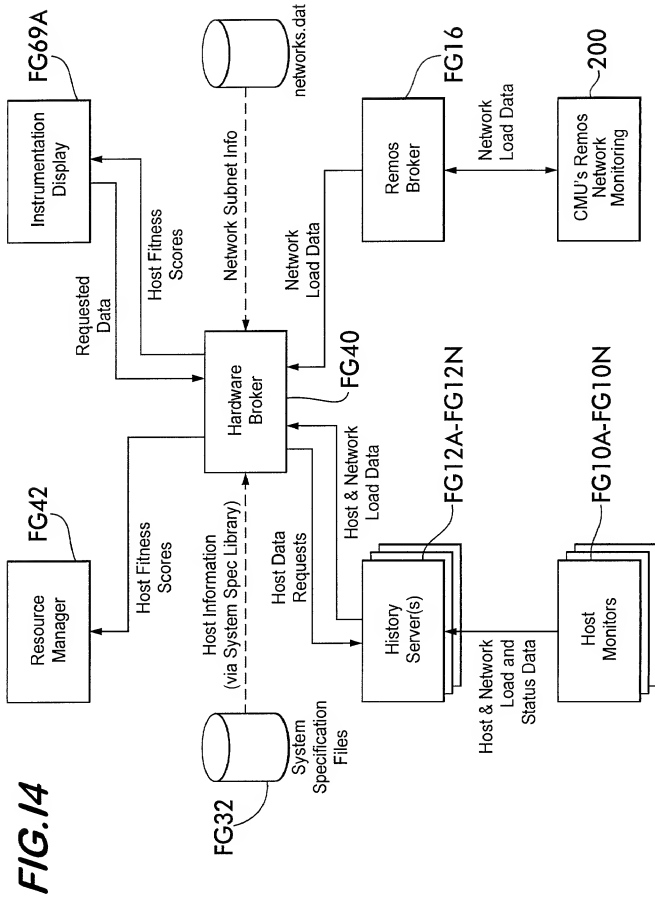 FIG.14
FG42
Resource
Manager
FG69A
Instrumentation
Display
Host Fitness
Scores
Requested
Data
Host Fitness
Scores
FG32
System
Specification
Files
Host Information
(via System Spec Library)
Hardware
Broker
FG40
Network Subnet Info
networks.dat
Host Data
Requests
Host & Network
Load Data
Network
Load Data
History
Server(s)
FG12A-FG12N
Remos
Broker
FG16
Host & Network
Load and
Status Data
Network
Load Data
Host
Monitors
FG10A-FG10N
CMU's Remos
Network
Monitoring
200